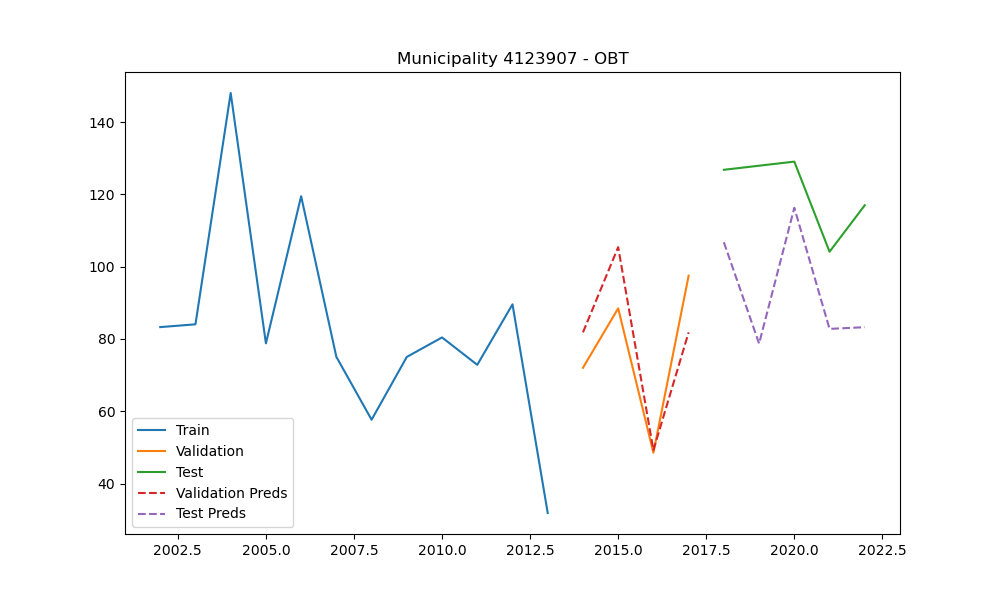 Municipality 4123907 - OBT
140
120
100
80
60
40
Train
Validation
Test
Validation Preds
Test Preds
2002.5 2005.0 2007.5 2010.0 2012.5 2015.0 2017.5 2020.0 2022.5